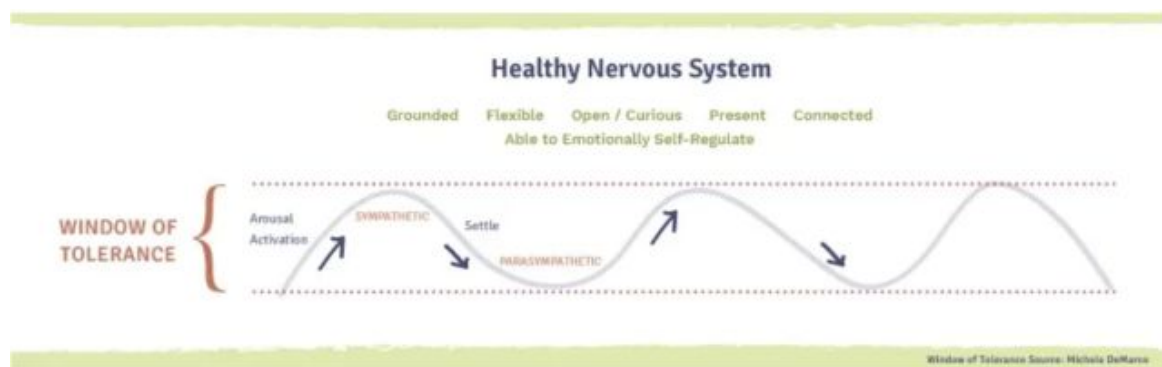 Healthy Nervous System
Grounded Flexible Open / Curious Present Connected
Able to Emotionally Self-Regulate
WINDOW OF
TOLERANCE
Arousal
Activation
SYMPATHETIC
Settle
PARASYMPATHETIC
Window of Tolerance Source: Michele DeMarco